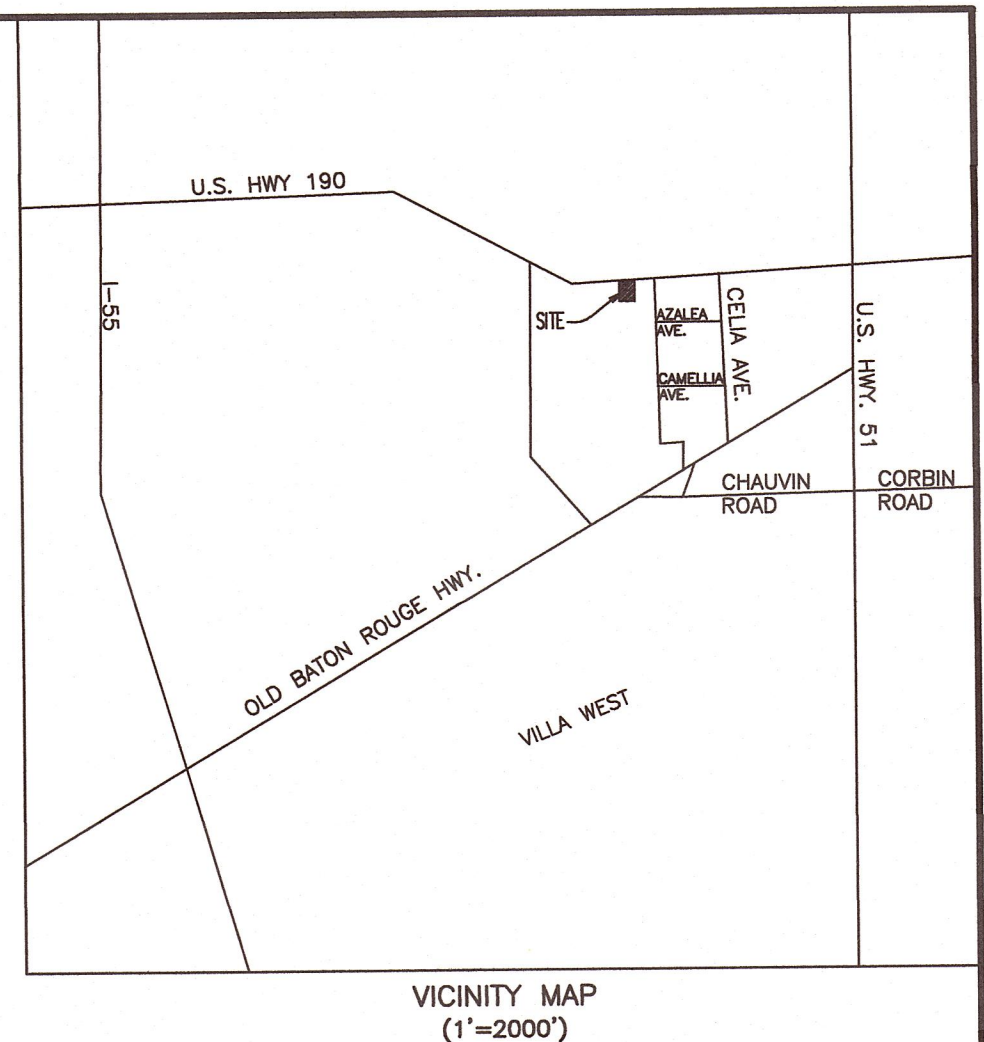 U.S. HWY 190
I-55
SITE
AZALEA
AVE.
CELIA AVE.
CAMELLIA
AVE.
U.S. HWY. 51
CHAUVIN
ROAD
CORBIN
ROAD
OLD BATON ROUGE HWY.
VILLA WEST
VICINITY MAP
(1'=2000')